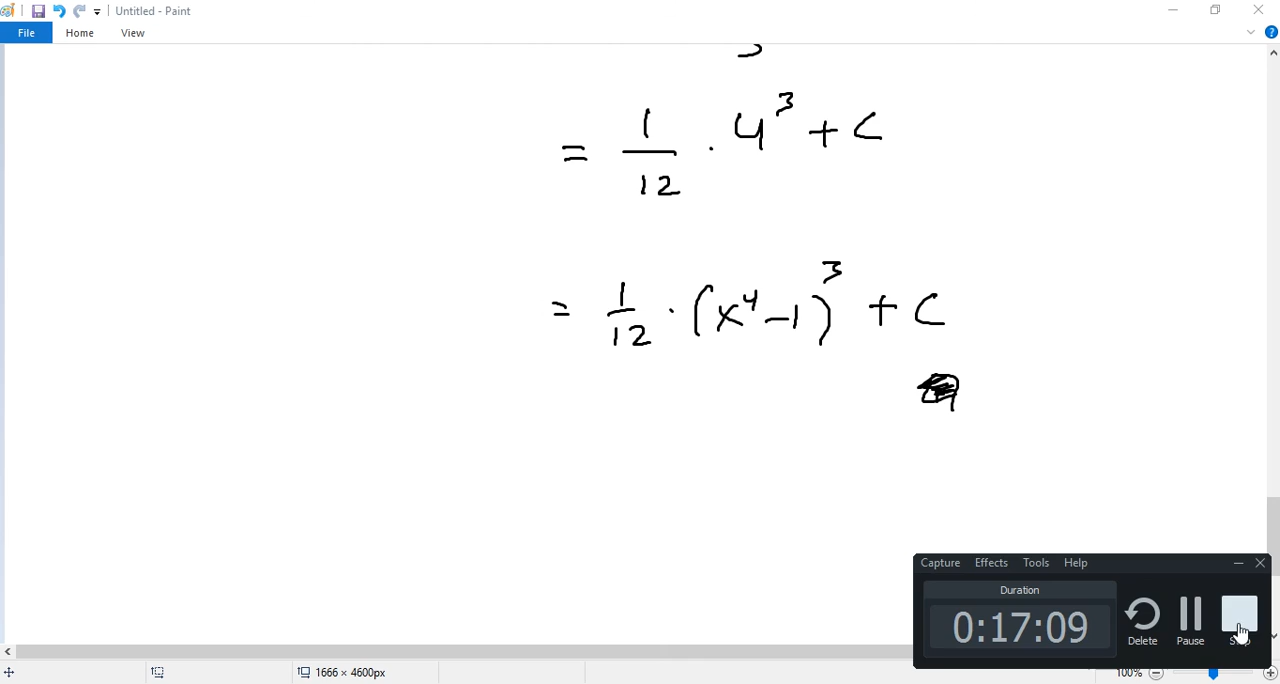 Untitled - Paint
File Home View
3
= 1/12 · 4³ + C
= 1/12 · (x⁴ - 1)³ + C
Capture Effects Tools Help
Duration
0:17:09
Delete Pause
1666 × 4600px
100%